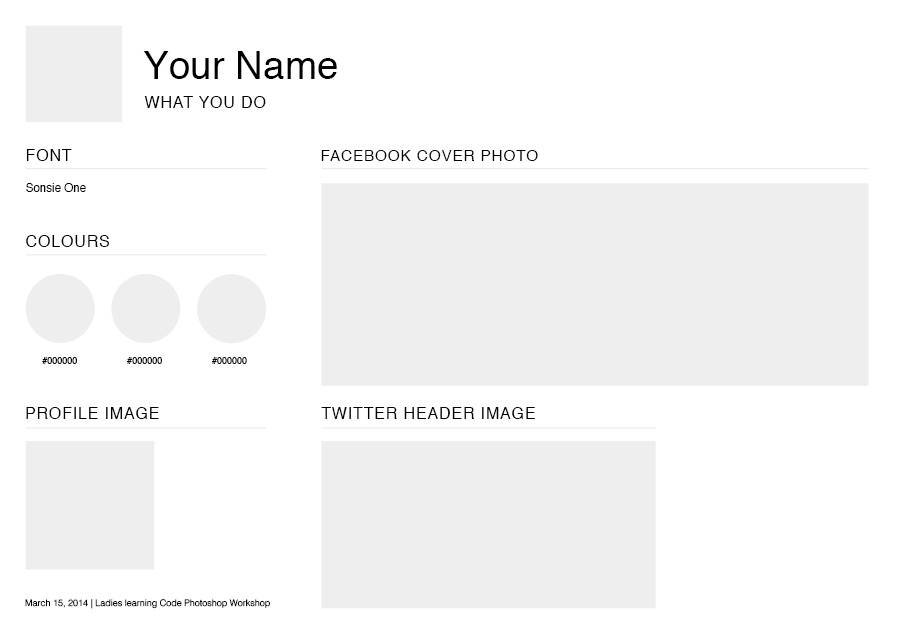 Your Name
WHAT YOU DO
FONT
Sonsie One
COLOURS
#000000 #000000 #000000
PROFILE IMAGE
March 15, 2014 | Ladies learning Code Photoshop Workshop
FACEBOOK COVER PHOTO
TWITTER HEADER IMAGE